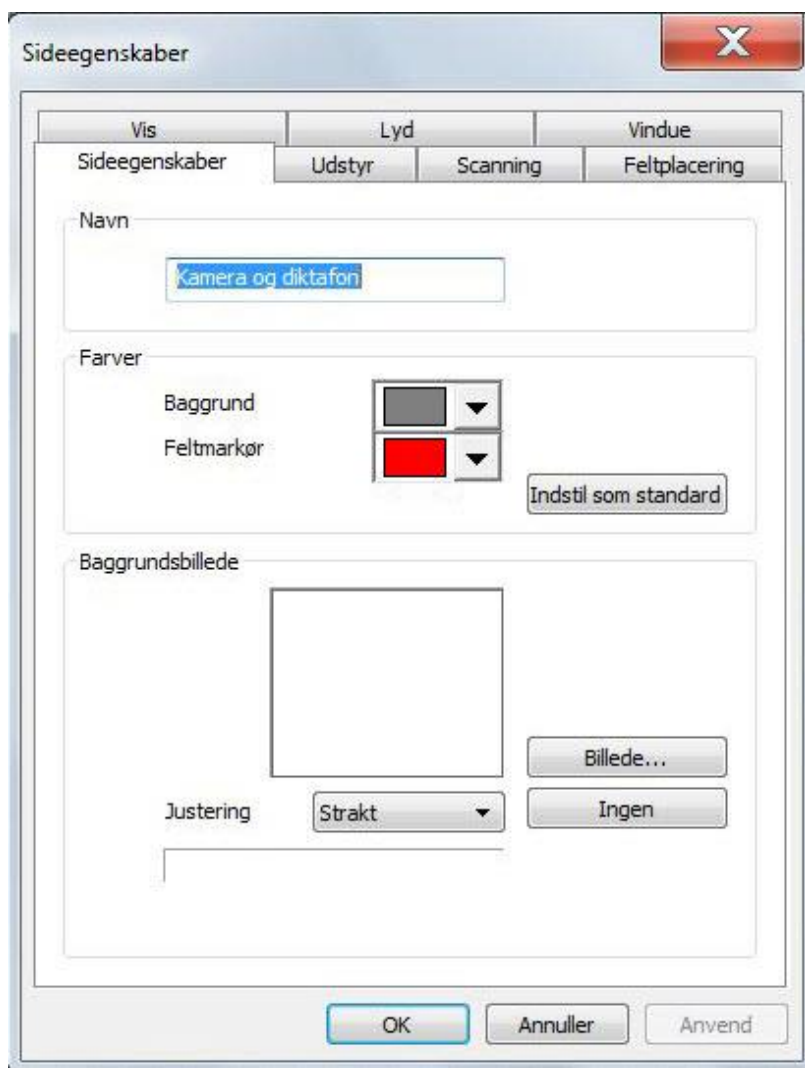 Sideegenskaber
Vis Lyd Vindue
Sideegenskaber Udstyr Scanning Feltplacering
Navn
Kamera og diktafon
Farver
Baggrund
Feltmarkør
Indstil som standard
Baggrundsbillede
Billede...
Justering Strakt Ingen
OK Annuller Anvend